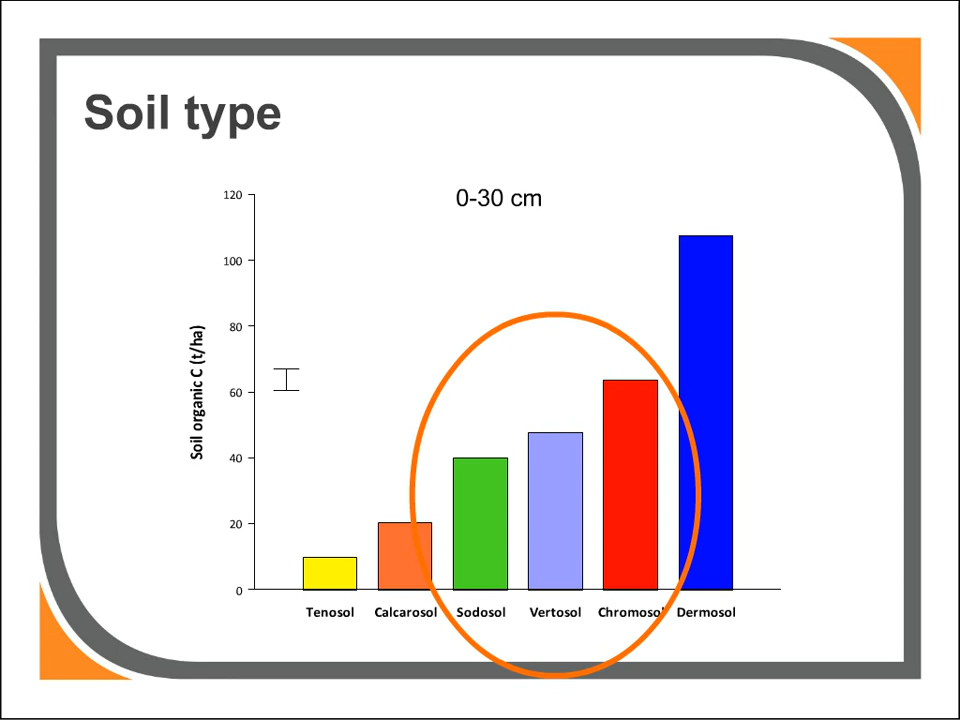 Soil type
0-30 cm
120
100
80
60
40
20
0
Soil organic C (t/ha)
Tenosol Calcarosol Sodosol Vertosol Chromosol Dermosol